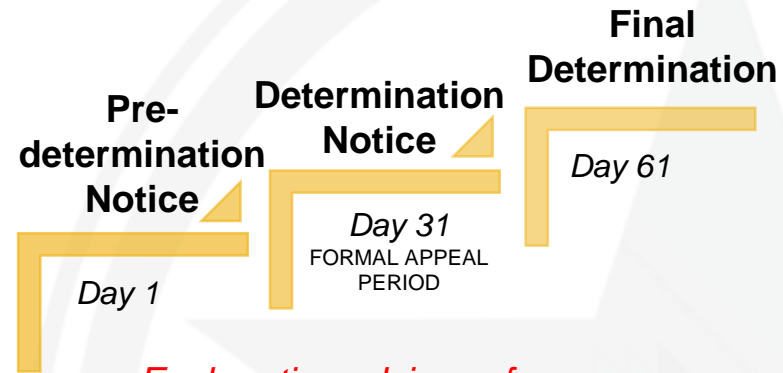 Pre-
determination
Notice
Day 1
Determination
Notice
Day 31
FORMAL APPEAL
PERIOD
Final
Determination
Day 61